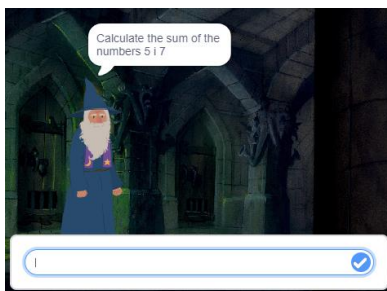 Calculate the sum of the
numbers 5 i 7